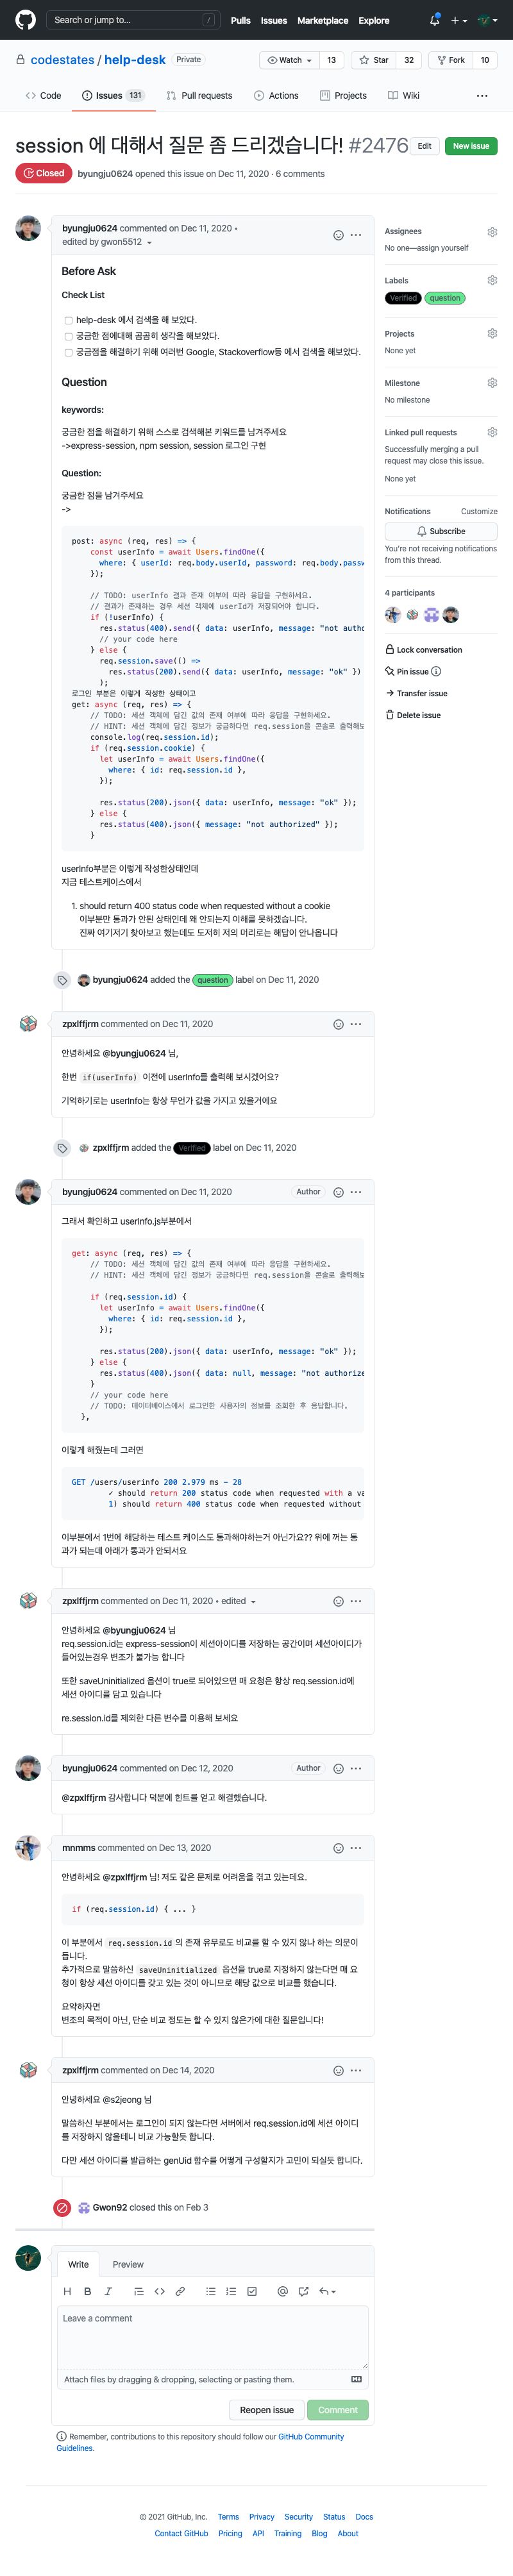 Search or jump to... /
Pulls Issues Marketplace Explore
codestates / help-desk Private
Watch 13 Star 32 Fork 10
Code Issues 131 Pull requests Actions Projects Wiki ...
session 에 대해서 질문 좀 드리겠습니다! #2476
Edit New issue
Closed byungju0624 opened this issue on Dec 11, 2020 · 6 comments
byungju0624 commented on Dec 11, 2020 •
edited by gwon5512
Before Ask
Check List
help-desk 에서 검색을 해 보았다.
궁금한 점에대해 곰곰히 생각을 해보았다.
궁금점을 해결하기 위해 여러번 Google, Stackoverflow등 에서 검색을 해보았다.
Question
keywords:
궁금한 점을 해결하기 위해 스스로 검색해본 키워드를 남겨주세요
->express-session, npm session, session 로그인 구현
Question:
궁금한 점을 남겨주세요
->
post: async (req, res) => {
const userInfo = await Users.findOne({
where: { userId: req.body.userId, password: req.body.passw
});
// TODO: userInfo 결과 존재 여부에 따라 응답을 구현하세요.
// 결과가 존재하는 경우 세션 객체에 userId가 저장되어야 합니다.
if (!userInfo) {
res.status(400).send({ data: userInfo, message: "not autho
// your code here
} else {
req.session.save(() =>
res.status(200).send({ data: userInfo, message: "ok" })
);
로그인 부분은 이렇게 작성한 상태이고
get: async (req, res) => {
// TODO: 세션 객체에 담긴 값의 존재 여부에 따라 응답을 구현하세요.
// HINT: 세션 객체에 담긴 정보가 궁금하다면 req.session을 콘솔로 출력해보
console.log(req.session.id);
if (req.session.cookie) {
let userInfo = await Users.findOne({
where: { id: req.session.id },
});
res.status(200).json({ data: userInfo, message: "ok" });
} else {
res.status(400).json({ message: "not authorized" });
}
userInfo부분은 이렇게 작성한상태인데
지금 테스트케이스에서
1. should return 400 status code when requested without a cookie
이부분만 통과가 안된 상태인데 왜 안되는지 이해를 못하겠습니다.
진짜 여기저기 찾아보고 했는데도 도저히 저의 머리로는 해답이 안나옵니다
byungju0624 added the question label on Dec 11, 2020
zpxlffjrm commented on Dec 11, 2020
안녕하세요 @byungju0624 님,
한번 if(userInfo) 이전에 userInfo를 출력해 보시겠어요?
기억하기로는 userInfo는 항상 무언가 값을 가지고 있을거에요
zpxlffjrm added the Verified label on Dec 11, 2020
byungju0624 commented on Dec 11, 2020 Author
그래서 확인하고 userInfo.js부분에서
get: async (req, res) => {
// TODO: 세션 객체에 담긴 값의 존재 여부에 따라 응답을 구현하세요.
// HINT: 세션 객체에 담긴 정보가 궁금하다면 req.session을 콘솔로 출력해보
if (req.session.id) {
let userInfo = await Users.findOne({
where: { id: req.session.id },
});
res.status(200).json({ data: userInfo, message: "ok" });
} else {
res.status(400).json({ data: null, message: "not authorize
}
// your code here
// TODO: 데이터베이스에서 로그인한 사용자의 정보를 조회한 후 응답합니다.
},
이렇게 해줬는데 그러면
GET /users/userinfo 200 2.979 ms - 28
✓ should return 200 status code when requested with a va
1) should return 400 status code when requested without
이부분에서 1번에 해당하는 테스트 케이스도 통과해야하는거 아닌가요?? 위에 꺼는 통
과가 되는데 아래가 통과가 안되서요
zpxlffjrm commented on Dec 11, 2020 • edited
안녕하세요 @byungju0624 님
req.session.id는 express-session이 세션아이디를 저장하는 공간이며 세션아이디가
들어있는경우 변조가 불가능 합니다
또한 saveUninitialized 옵션이 true로 되어있으면 매 요청은 항상 req.session.id에
세션 아이디를 담고 있습니다
re.session.id를 제외한 다른 변수를 이용해 보세요
byungju0624 commented on Dec 12, 2020 Author
@zpxlffjrm 감사합니다 덕분에 힌트를 얻고 해결했습니다.
mnmms commented on Dec 13, 2020
안녕하세요 @zpxlffjrm 님! 저도 같은 문제로 어려움을 겪고 있는데요.
if (req.session.id) { ... }
이 부분에서 req.session.id 의 존재 유무로도 비교를 할 수 있지 않나 하는 의문이
듭니다.
추가적으로 말씀하신 saveUninitialized 옵션을 true로 지정하지 않는다면 매 요
청이 항상 세션 아이디를 갖고 있는 것이 아니므로 해당 값으로 비교를 했습니다.
요약하자면
변조의 목적이 아닌, 단순 비교 정도는 할 수 있지 않은가에 대한 질문입니다!
zpxlffjrm commented on Dec 14, 2020
안녕하세요 @s2jeong 님
말씀하신 부분에서는 로그인이 되지 않는다면 서버에서 req.session.id에 세션 아이디
를 저장하지 않을테니 비교 가능할듯 합니다.
다만 세션 아이디를 발급하는 genUid 함수를 어떻게 구성할지가 고민이 되실듯 합니다.
Gwon92 closed this on Feb 3
Write Preview
Leave a comment
Attach files by dragging & dropping, selecting or pasting them.
Reopen issue Comment
Remember, contributions to this repository should follow our GitHub Community
Guidelines.
Assignees
No one—assign yourself
Labels
Verified question
Projects
None yet
Milestone
No milestone
Linked pull requests
Successfully merging a pull
request may close this issue.
None yet
Notifications Customize
Subscribe
You're not receiving notifications
from this thread.
4 participants
Lock conversation
Pin issue
Transfer issue
Delete issue
© 2021 GitHub, Inc. Terms Privacy Security Status Docs
Contact GitHub Pricing API Training Blog About